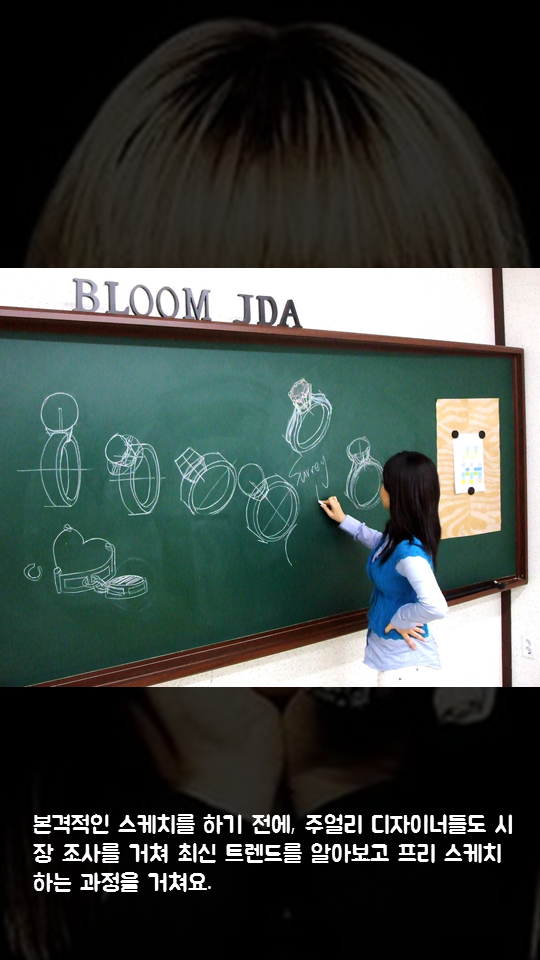 BLOOM JDA
Survey
본격적인 스케치를 하기 전에, 주얼리 디자이너들도 시
장 조사를 거쳐 최신 트렌드를 알아보고 프리 스케치
하는 과정을 거쳐요.